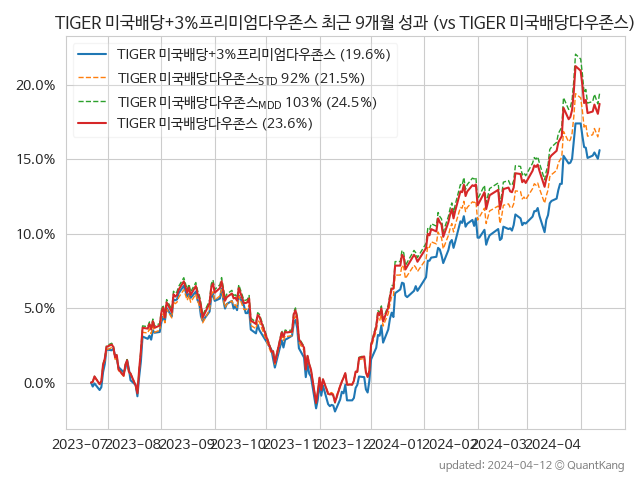 TIGER 미국배당+3%프리미엄다우존스 최근 9개월 성과 (vs TIGER 미국배당다우존스)
TIGER 미국배당+3%프리미엄다우존스 (19.6%)
TIGER 미국배당다우존스STD 92% (21.5%)
TIGER 미국배당다우존스MDD 103% (24.5%)
TIGER 미국배당다우존스 (23.6%)
20.0%
15.0%
10.0%
5.0%
0.0%
2023-07 2023-08 2023-09 2023-10 2023-11 2023-12 2024-01 2024-02 2024-03 2024-04
updated: 2024-04-12 © QuantKang